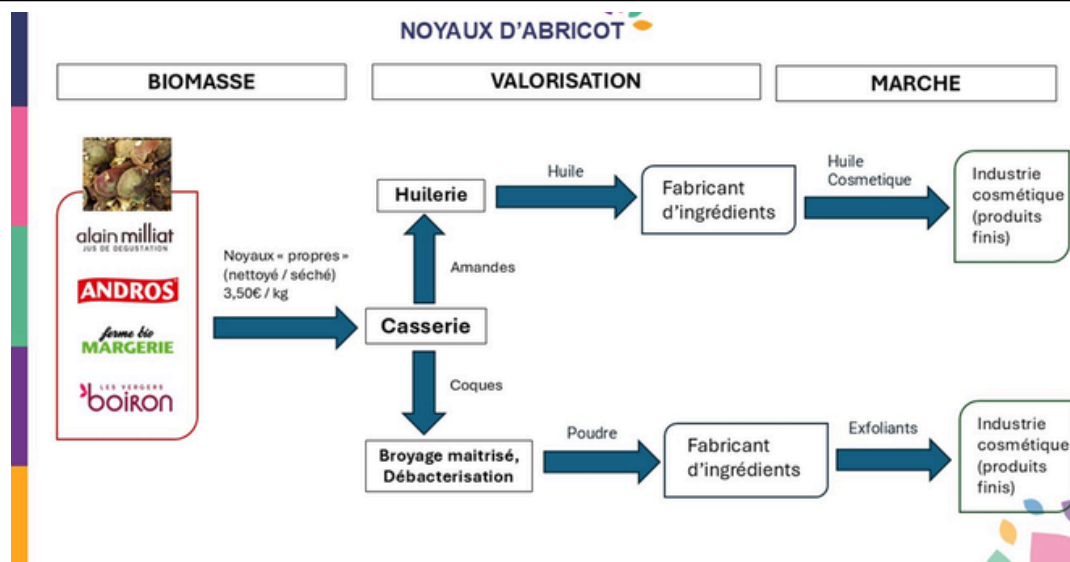 NOYAUX D'ABRICOT
BIOMASSE
VALORISATION
MARCHE
alain milliat
JUS DE DEGUSTATION
ANDROS
ferme bio
MARGERIE
LES VERGERS
boiron
Noyaux « propres »
(nettoyé / séché)
3,50€ / kg
Huilerie
Amandes
Casserie
Coques
Broyage maitrisé,
Débacterisation
Huile
Fabricant
d'ingrédients
Huile
Cosmetique
Industrie
cosmétique
(produits
finis)
Poudre
Fabricant
d'ingrédients
Exfoliants
Industrie
cosmétique
(produits
finis)